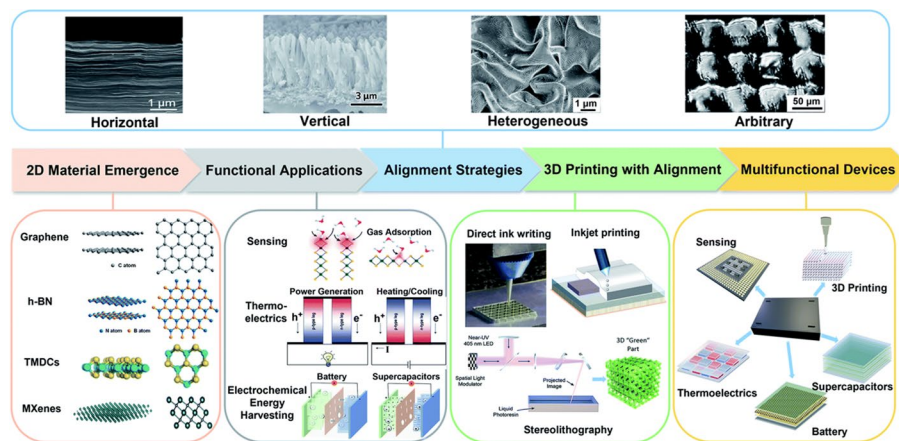 1 μm
3 μm
1 μm
50 μm
Horizontal
Vertical
Heterogeneous
Arbitrary
2D Material Emergence
Functional Applications
Alignment Strategies
3D Printing with Alignment
Multifunctional Devices
Graphene
C atom
h-BN
N atom
B atom
TMDCs
MXenes
Sensing
Gas Adsorption
Power Generation
Heating/Cooling
Thermo-
electrics
h+
e-
h+
e-
I
Battery
Supercapacitors
Electrochemical
Energy
Harvesting
Direct ink writing
Inkjet printing
Near-UV
405 nm LED
Spatial Light
Modulator
Projected
Image
Liquid
Photoresin
3D "Green"
Part
Stereolithography
Sensing
3D Printing
Thermoelectrics
Supercapacitors
Battery